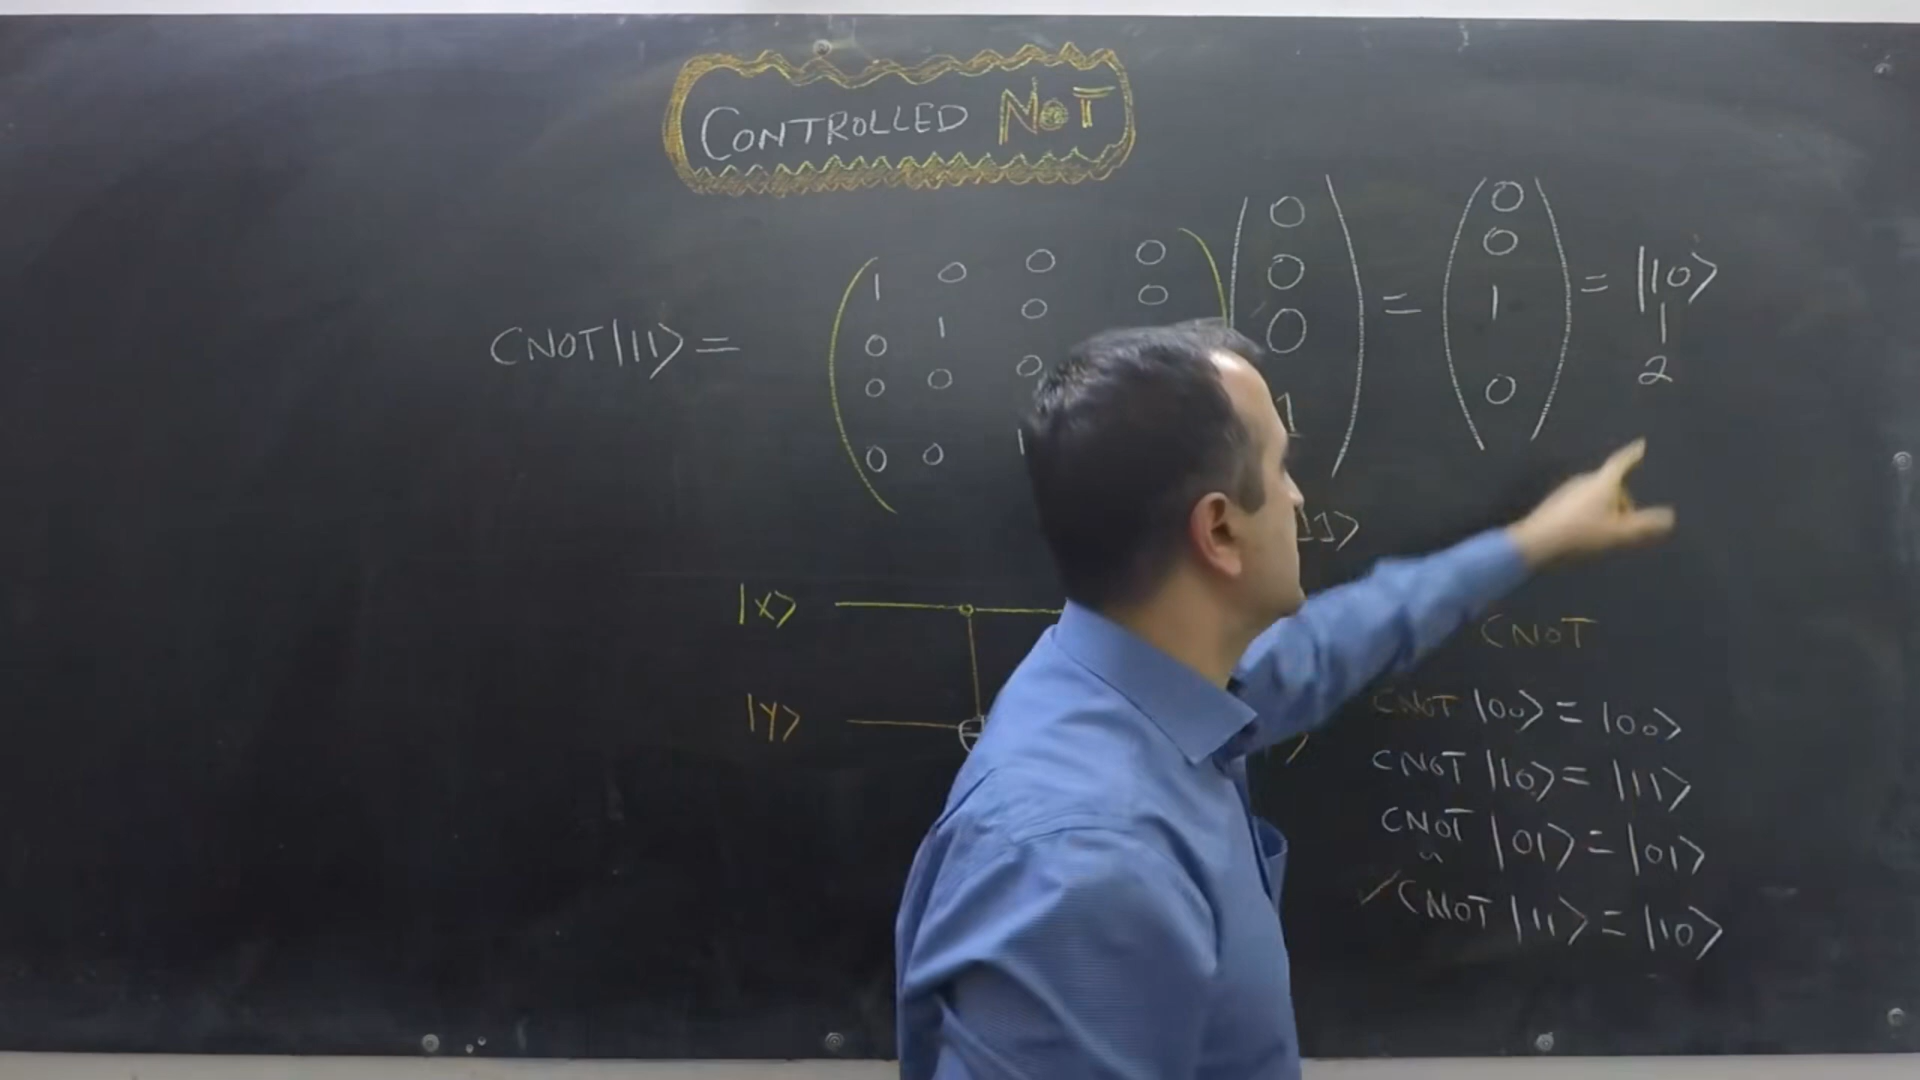 CONTROLLED NOT
CNOT|11⟩ =
1 0 0 0
0 1 0 0
0 0 0
0 0 1
0
0
0
1
=
0
0
1
0
= |10⟩
1
2
11⟩
|x⟩
|y⟩
CNOT
CNOT |00⟩ = |00⟩
CNOT |10⟩ = |11⟩
CNOT |01⟩ = |01⟩
✓ CNOT |11⟩ = |10⟩